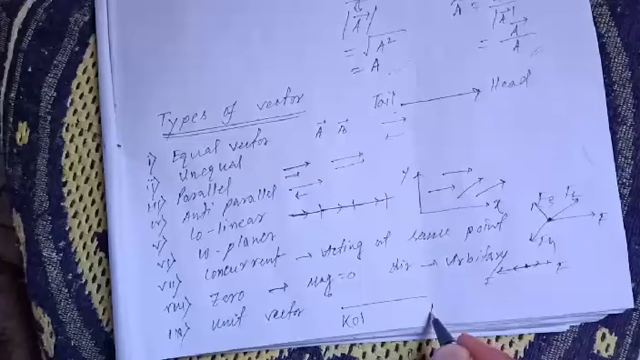 |A|
= √A²
= A
A = A / |A|
= A / A
Types of vector
Tail Head
i) Equal vector A B
ii) Unequal
iii) Parallel
iv) Anti parallel
v) Co-linear
vi) Co-planer Y X
vii) Concurrent → Acting at same point
viii) Zero → Mag=0 dir → Arbitary
ix) Unit vector Kol